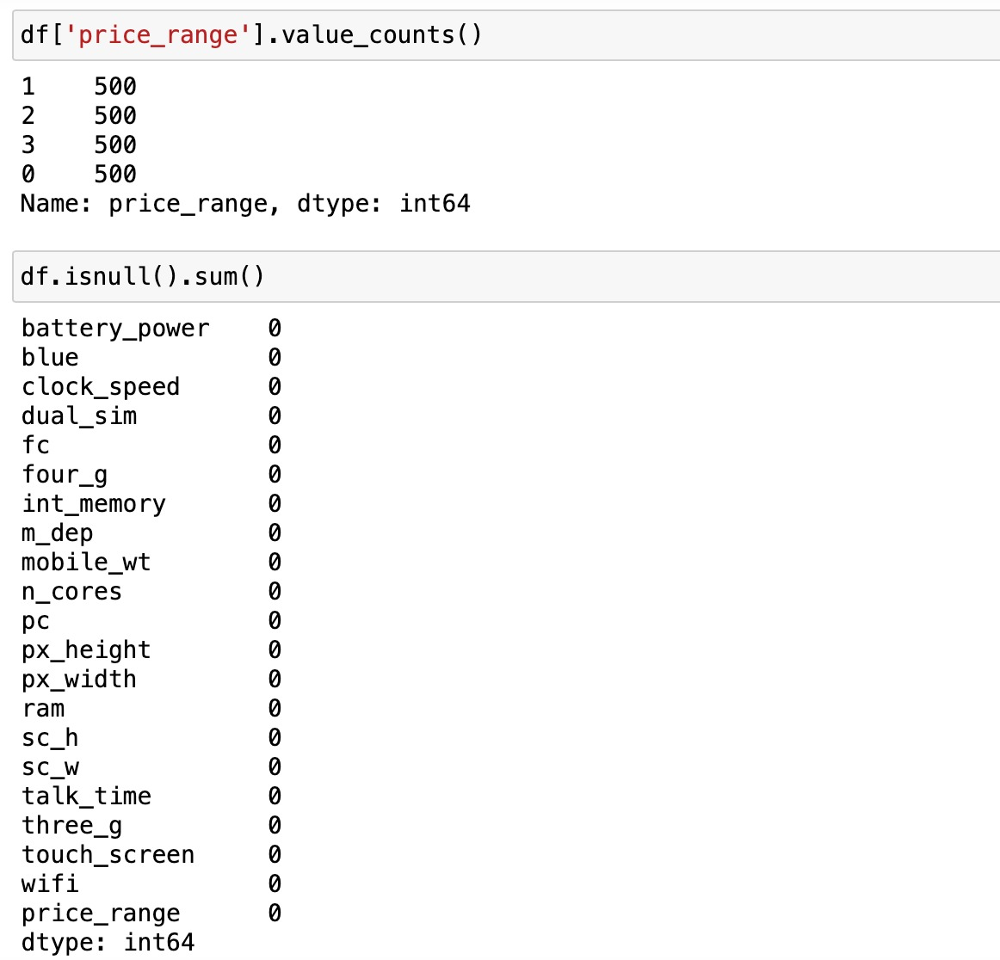 df['price_range'].value_counts()
1    500
2    500
3    500
0    500
Name: price_range, dtype: int64
df.isnull().sum()
battery_power    0
blue             0
clock_speed      0
dual_sim         0
fc               0
four_g           0
int_memory       0
m_dep            0
mobile_wt        0
n_cores          0
pc               0
px_height        0
px_width         0
ram              0
sc_h             0
sc_w             0
talk_time        0
three_g          0
touch_screen     0
wifi             0
price_range      0
dtype: int64